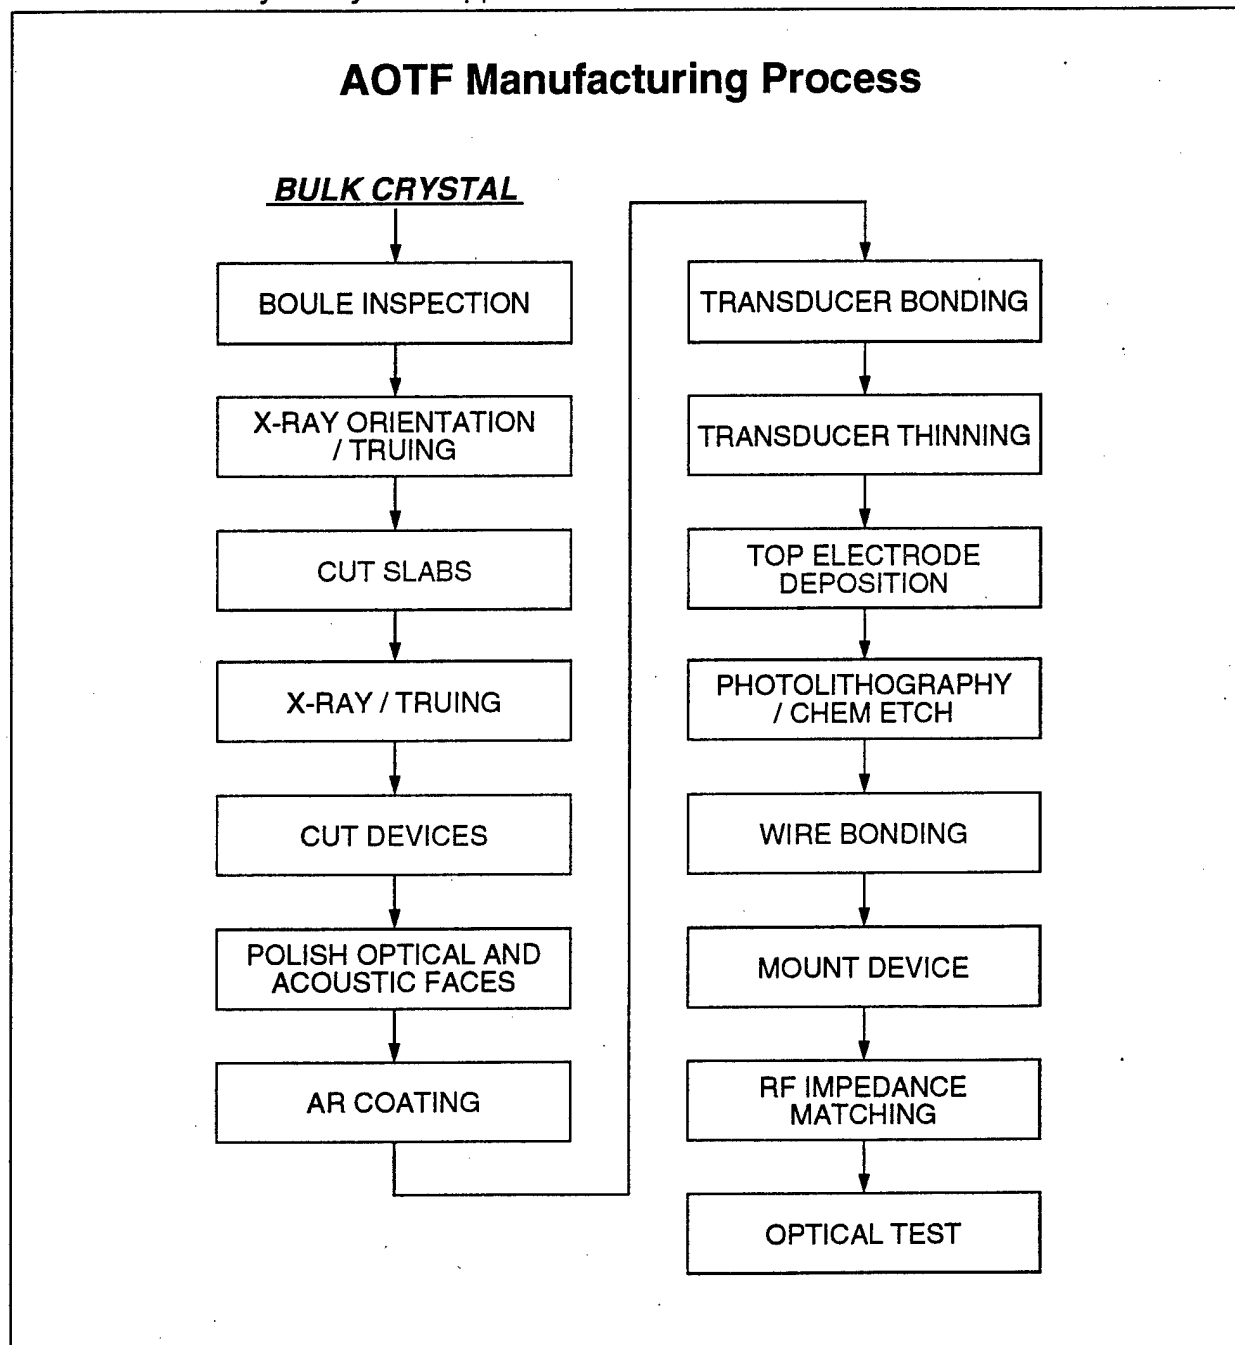 AOTF Manufacturing Process
BULK CRYSTAL
BOULE INSPECTION
X-RAY ORIENTATION
/ TRUING
CUT SLABS
X-RAY / TRUING
CUT DEVICES
POLISH OPTICAL AND
ACOUSTIC FACES
AR COATING
TRANSDUCER BONDING
TRANSDUCER THINNING
TOP ELECTRODE
DEPOSITION
PHOTOLITHOGRAPHY
/ CHEM ETCH
WIRE BONDING
MOUNT DEVICE
RF IMPEDANCE
MATCHING
OPTICAL TEST